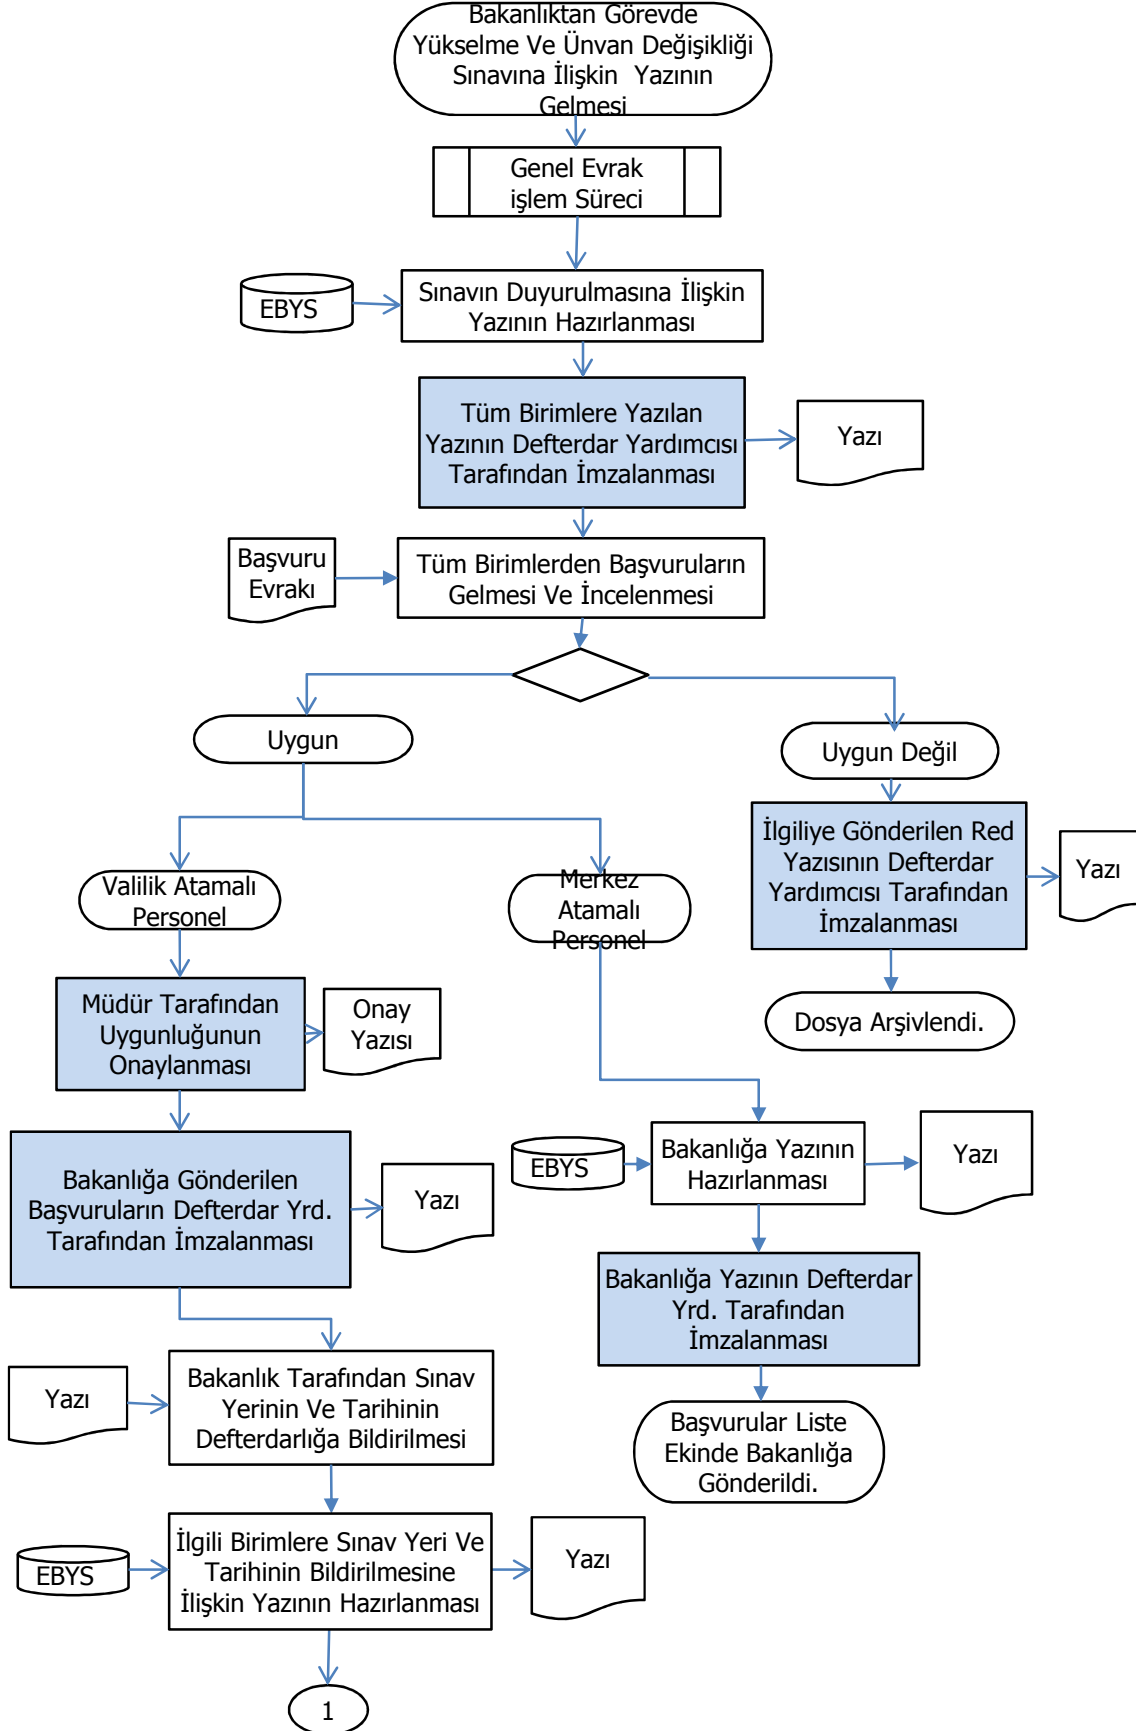 Bakanlıktan Görevde
Yükselme Ve Ünvan Değişikliği
Sınavına İlişkin  Yazının
Gelmesi
Genel Evrak
işlem Süreci
EBYS
Sınavın Duyurulmasına İlişkin
Yazının Hazırlanması
Tüm Birimlere Yazılan
Yazının Defterdar Yardımcısı
Tarafından İmzalanması
Yazı
Başvuru
Evrakı
Tüm Birimlerden Başvuruların
Gelmesi Ve İncelenmesi
Uygun
Uygun Değil
İlgiliye Gönderilen Red
Yazısının Defterdar
Yardımcısı Tarafından
İmzalanması
Yazı
Valilik Atamalı
Personel
Merkez
Atamalı
Personel
Dosya Arşivlendi.
Müdür Tarafından
Uygunluğunun
Onaylanması
Onay
Yazısı
Bakanlığa Gönderilen
Başvuruların Defterdar Yrd.
Tarafından İmzalanması
Yazı
EBYS
Bakanlığa Yazının
Hazırlanması
Yazı
Bakanlığa Yazının Defterdar
Yrd. Tarafından
İmzalanması
Yazı
Bakanlık Tarafından Sınav
Yerinin Ve Tarihinin
Defterdarlığa Bildirilmesi
Başvurular Liste
Ekinde Bakanlığa
Gönderildi.
EBYS
İlgili Birimlere Sınav Yeri Ve
Tarihinin Bildirilmesine
İlişkin Yazının Hazırlanması
Yazı
1